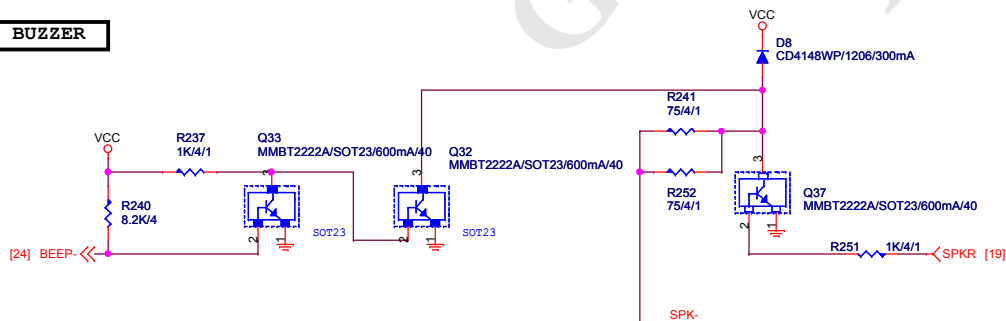 BUZZER
VCC
D8
CD4148WP/1206/300mA
R241
75/4/1
VCC
R237
1K/4/1
Q33
MMBT2222A/SOT23/600mA/40
Q32
MMBT2222A/SOT23/600mA/40
3
3
3
R252
75/4/1
Q37
MMBT2222A/SOT23/600mA/40
R240
8.2K/4
2
1
SOT23
2
1
SOT23
2
1
R251
1K/4/1
SPKR [19]
[24] BEEP-
SPK-